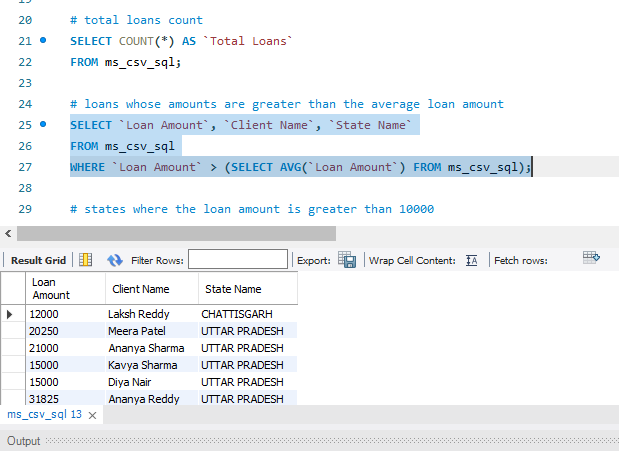 20 # total loans count
21 SELECT COUNT(*) AS `Total Loans`
22 FROM ms_csv_sql;
23
24 # loans whose amounts are greater than the average loan amount
25 SELECT `Loan Amount`, `Client Name`, `State Name`
26 FROM ms_csv_sql
27 WHERE `Loan Amount` > (SELECT AVG(`Loan Amount`) FROM ms_csv_sql);
28
29 # states where the loan amount is greater than 10000
Result Grid Filter Rows: Export: Wrap Cell Content: Fetch rows:
Loan Amount Client Name State Name
12000 Laksh Reddy CHATTISGARH
20250 Meera Patel UTTAR PRADESH
21000 Ananya Sharma UTTAR PRADESH
15000 Kavya Sharma UTTAR PRADESH
15000 Diya Nair UTTAR PRADESH
31825 Ananya Reddy UTTAR PRADESH
ms_csv_sql 13
Output